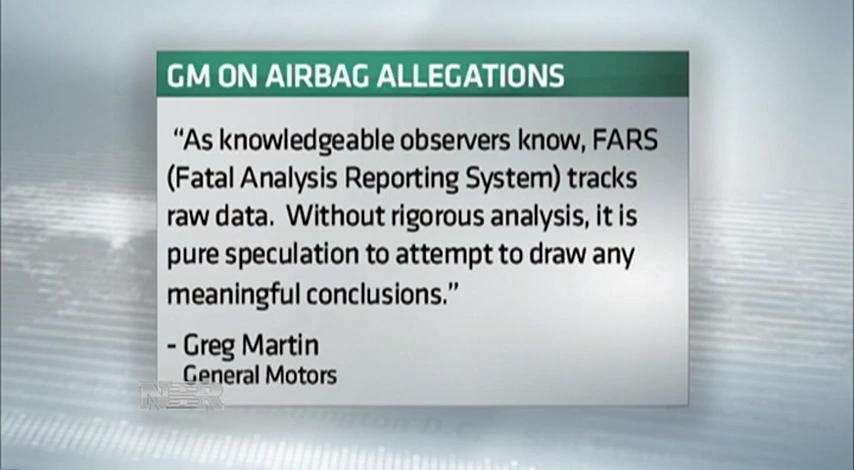 GM ON AIRBAG ALLEGATIONS
“As knowledgeable observers know, FARS
(Fatal Analysis Reporting System) tracks
raw data.  Without rigorous analysis, it is
pure speculation to attempt to draw any
meaningful conclusions.”
- Greg Martin
General Motors